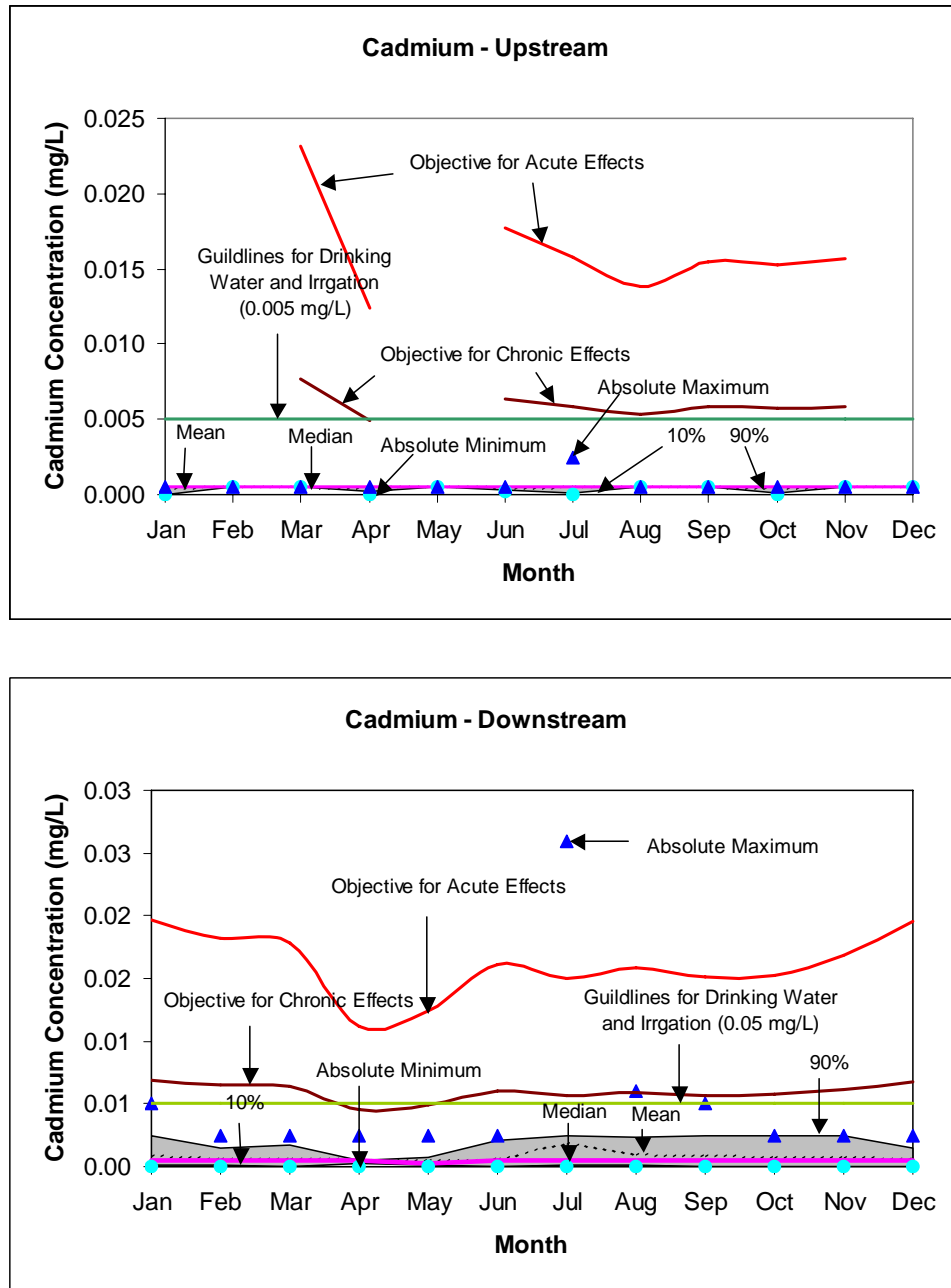 Cadmium - Upstream
Cadmium Concentration (mg/L)
0.025
0.020
0.015
0.010
0.005
0.000
Objective for Acute Effects
Guildlines for Drinking
Water and Irrgation
(0.005 mg/L)
Objective for Chronic Effects
Absolute Maximum
Mean
Median
Absolute Minimum
10%
90%
Jan Feb Mar Apr May Jun Jul Aug Sep Oct Nov Dec
Month
Cadmium - Downstream
Cadmium Concentration (mg/L)
0.03
0.03
0.02
0.02
0.01
0.01
0.00
Absolute Maximum
Objective for Acute Effects
Objective for Chronic Effects
Guildlines for Drinking Water
and Irrgation (0.05 mg/L)
Absolute Minimum
90%
10%
Median
Mean
Jan Feb Mar Apr May Jun Jul Aug Sep Oct Nov Dec
Month